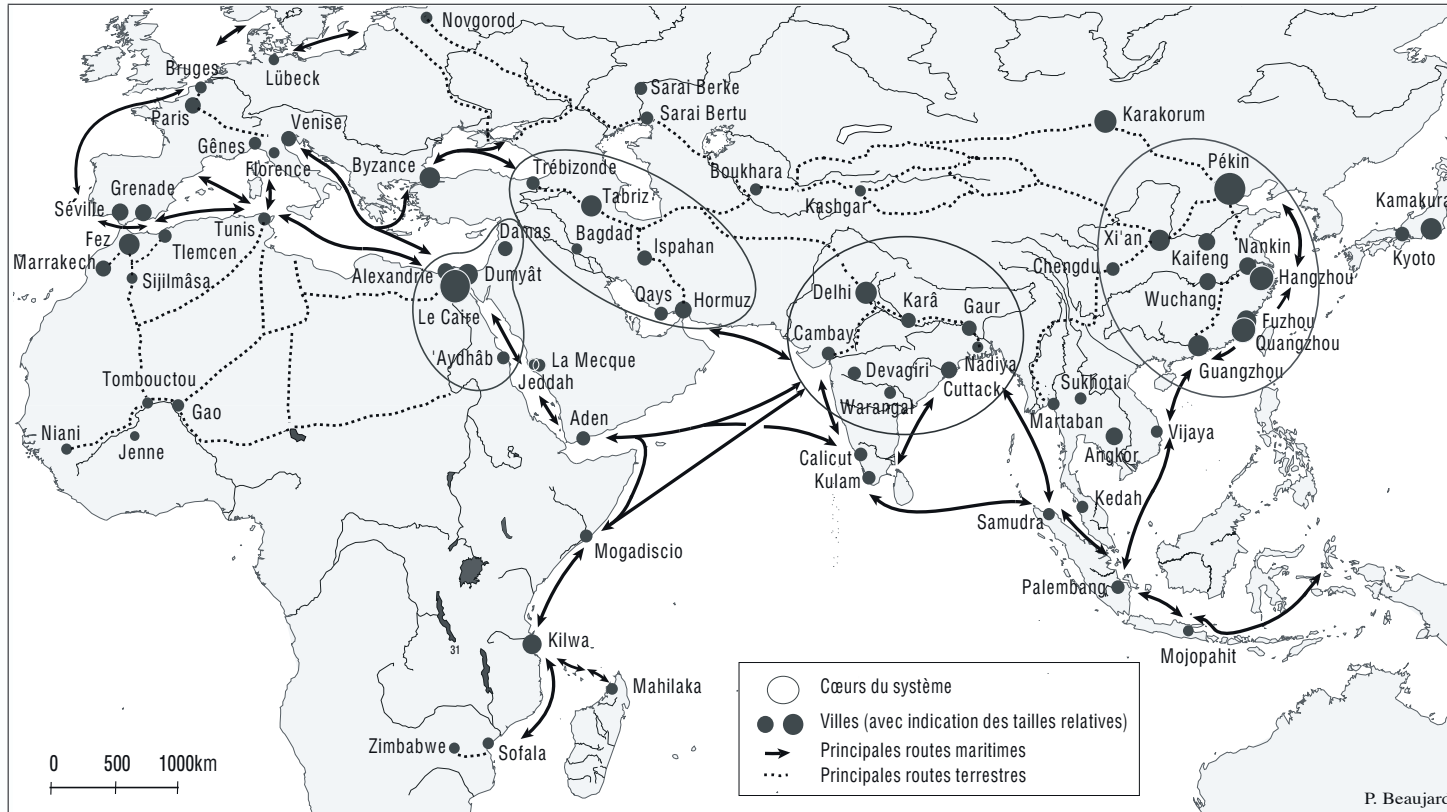 Novgorod
Bruges
Lübeck
Sarai Berke
Paris
Sarai Bertu
Karakorum
Venise
Gênes
Florence
Byzance
Trébizonde
Boukhara
Pékin
Grenade
Séville
Tabriz
Kashgar
Kamakura
Tunis
Fez
Tlemcen
Damas
Bagdad
Ispahan
Xi'an
Kaifeng
Nankin
Kyoto
Marrakech
Sijilmâsa
Alexandrie
Dumyât
Chengdu
Hangzhou
Le Caire
Qays
Hormuz
Delhi
Karâ
Gaur
Wuchang
Fuzhou
Quangzhou
'Aydhâb
La Mecque
Jeddah
Cambay
Devagiri
Nadiya
Cuttack
Guangzhou
Warangal
Sukhotai
Tombouctou
Gao
Aden
Martaban
Vijaya
Niani
Jenne
Angkor
Calicut
Kulam
Kedah
Samudra
Mogadiscio
Palembang
Kilwa
31
Mojopahit
Mahilaka
Zimbabwe
Sofala
Cœurs du système
Villes (avec indication des tailles relatives)
Principales routes maritimes
Principales routes terrestres
0 500 1000km
P. Beaujard